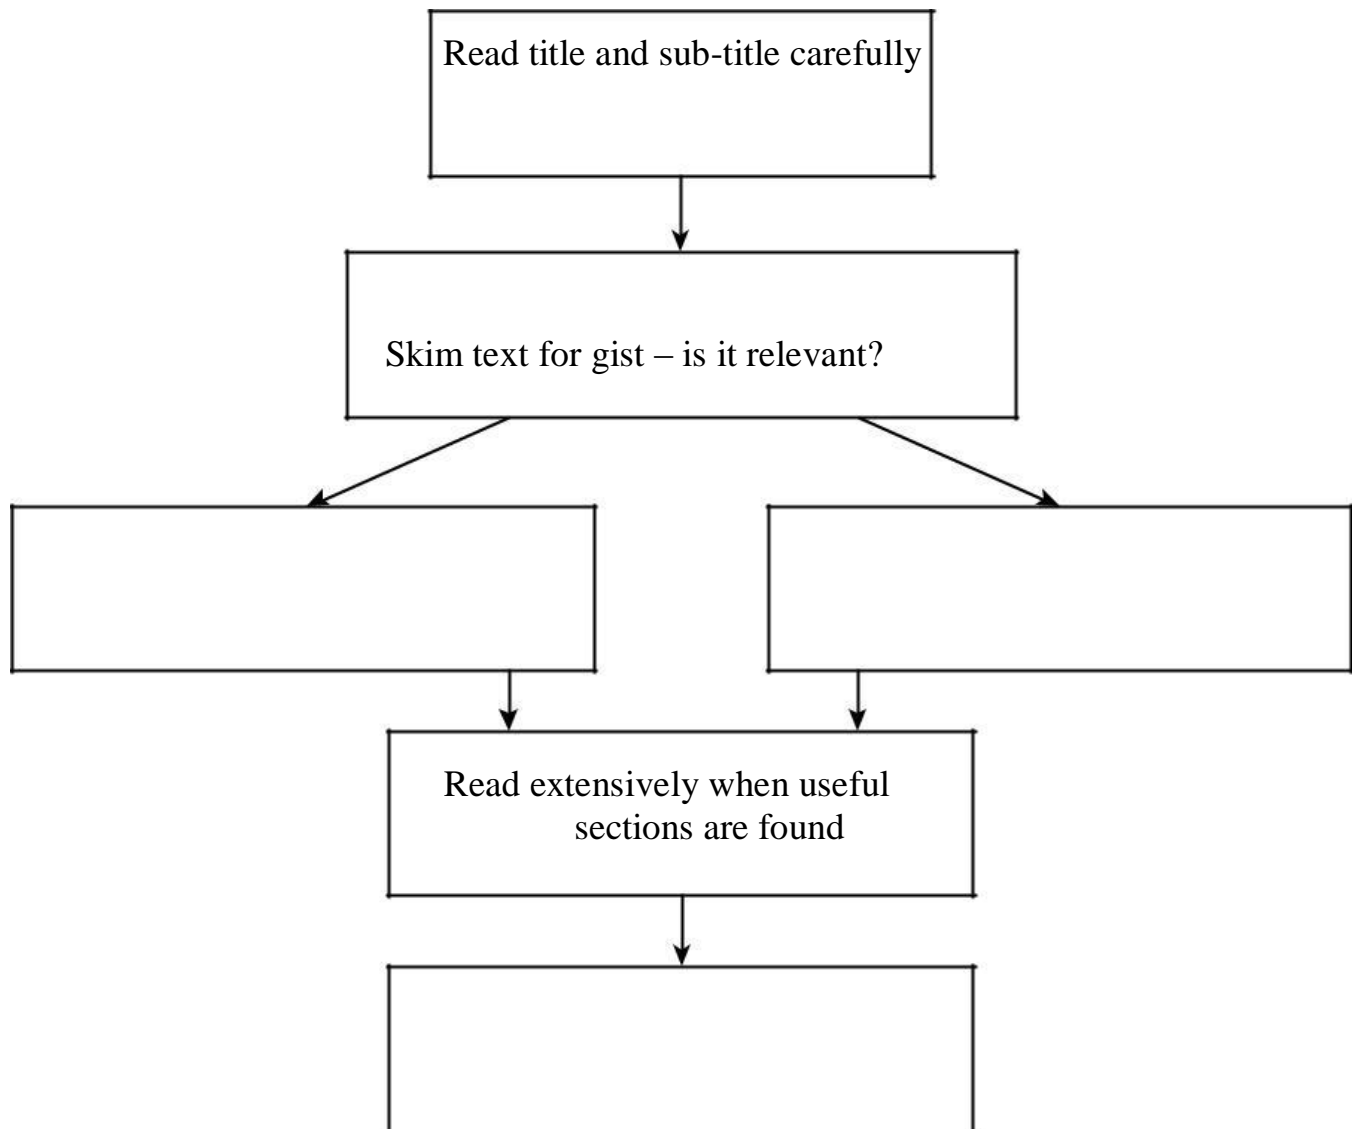 Read title and sub-title carefully
Skim text for gist – is it relevant?
Read extensively when useful
sections are found